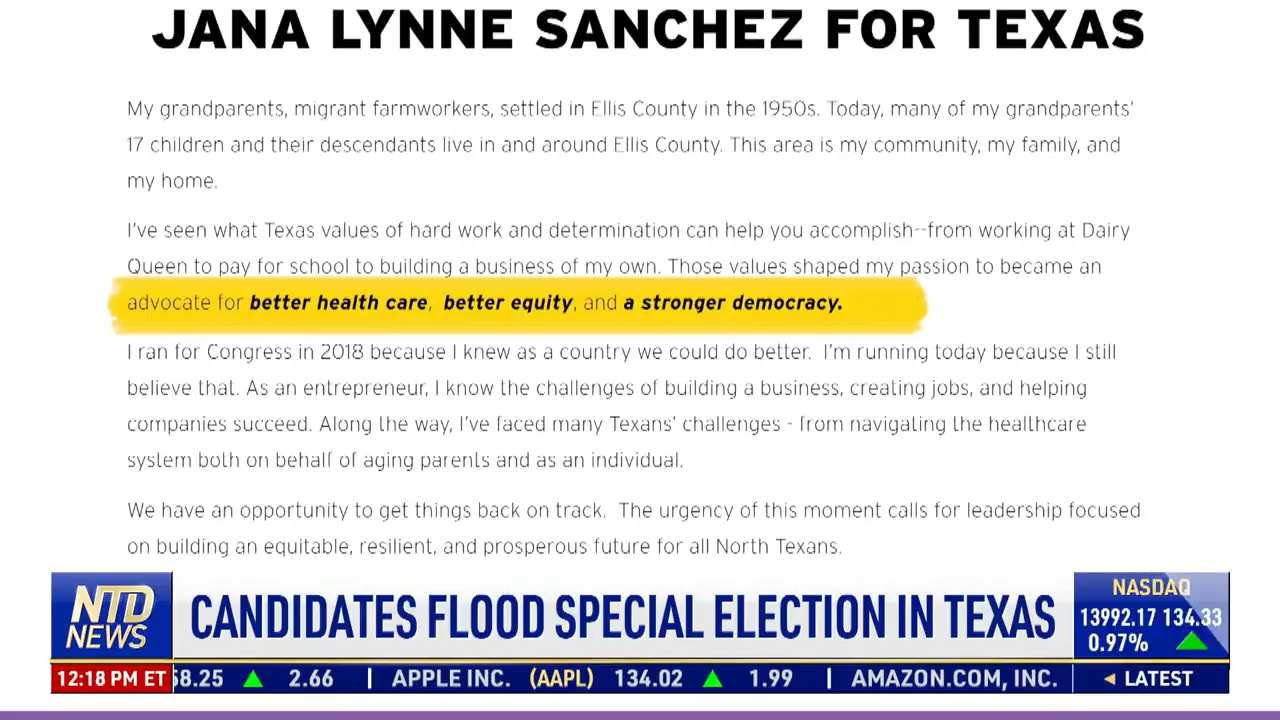 JANA LYNNE SANCHEZ FOR TEXAS
My grandparents, migrant farmworkers, settled in Ellis County in the 1950s. Today, many of my grandparents'
17 children and their descendants live in and around Ellis County. This area is my community, my family, and
my home.
I've seen what Texas values of hard work and determination can help you accomplish--from working at Dairy
Queen to pay for school to building a business of my own. Those values shaped my passion to became an
advocate for better health care, better equity, and a stronger democracy.
I ran for Congress in 2018 because I knew as a country we could do better. I'm running today because I still
believe that. As an entrepreneur, I know the challenges of building a business, creating jobs, and helping
companies succeed. Along the way, I've faced many Texans' challenges - from navigating the healthcare
system both on behalf of aging parents and as an individual.
We have an opportunity to get things back on track. The urgency of this moment calls for leadership focused
on building an equitable, resilient, and prosperous future for all North Texans.
NTD
NEWS
CANDIDATES FLOOD SPECIAL ELECTION IN TEXAS
NASDAQ
13992.17 134.33
0.97%
12:18 PM ET
58.25 ▲ 2.66 | APPLE INC. (AAPL) 134.02 ▲ 1.99 | AMAZON.COM, INC.
◄ LATEST